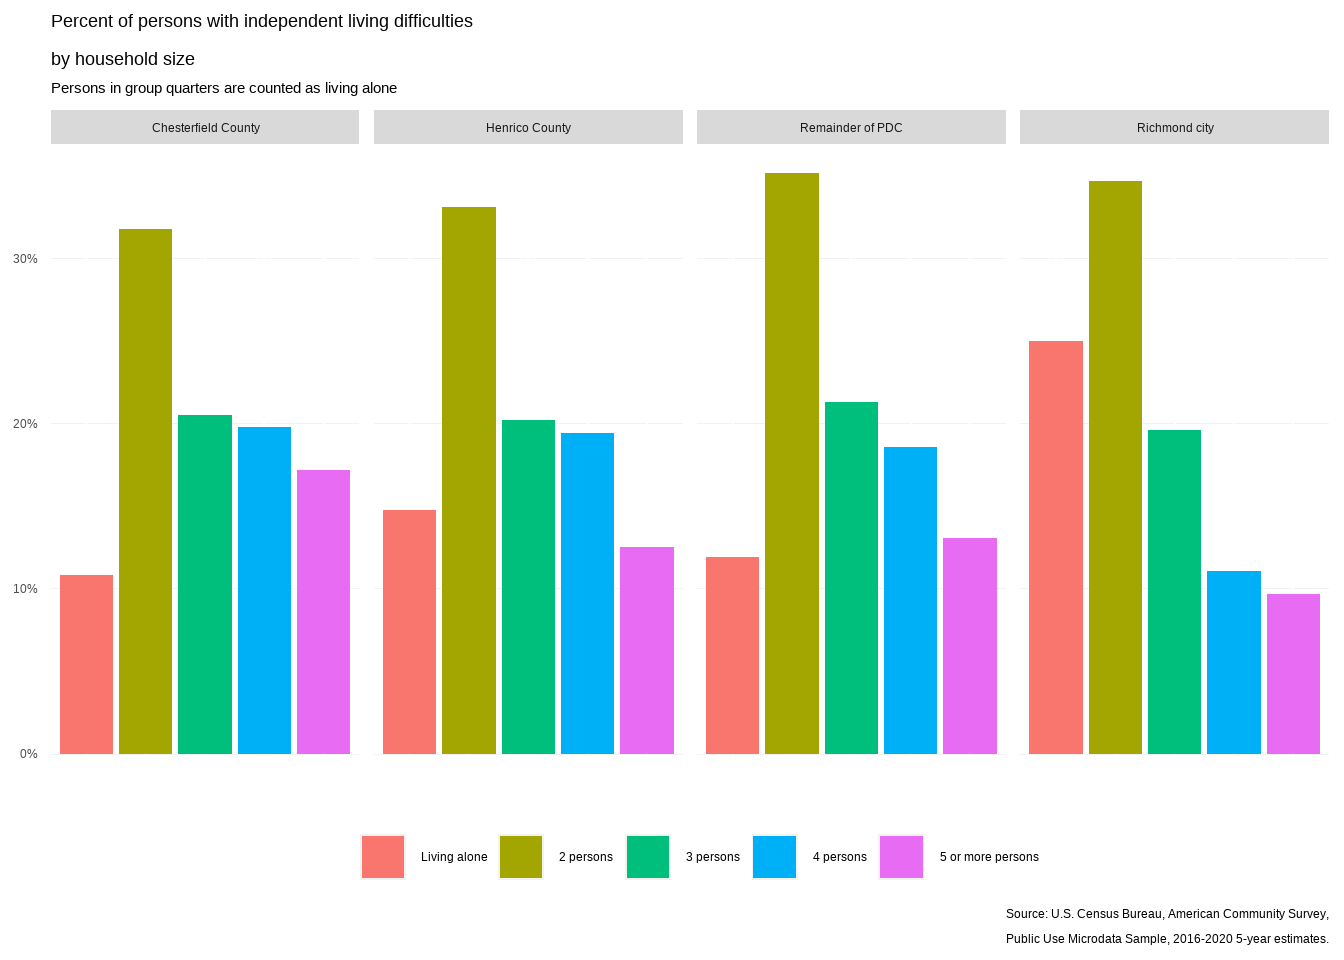 Percent of persons with independent living difficulties
by household size
Persons in group quarters are counted as living alone
Chesterfield County
Henrico County
Remainder of PDC
Richmond city
30%
20%
10%
0%
Living alone
2 persons
3 persons
4 persons
5 or more persons
Source: U.S. Census Bureau, American Community Survey,
Public Use Microdata Sample, 2016-2020 5-year estimates.